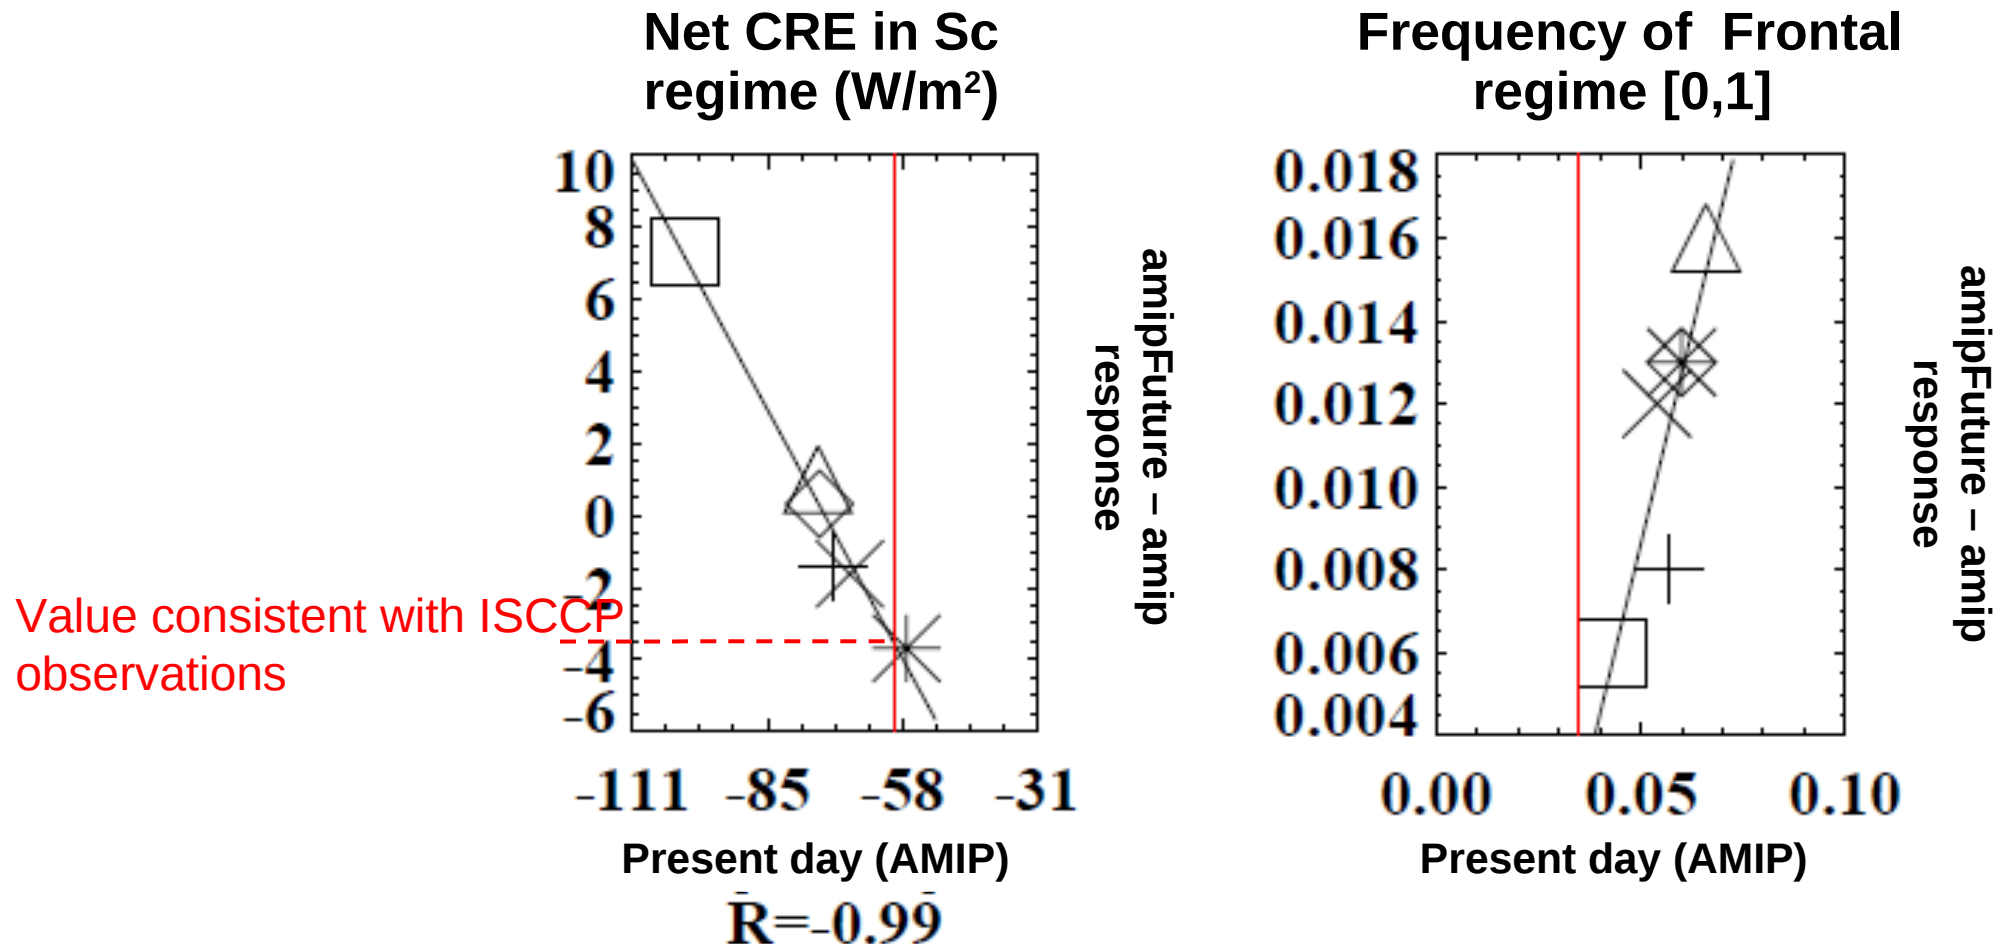 Net CRE in Sc
regime (W/m²)
10
8
6
4
2
0
-2
-4
-6
-111 -85 -58 -31
Present day (AMIP)
R=-0.99
amipFuture – amip
response
Value consistent with ISCCP
observations
Frequency of Frontal
regime [0,1]
0.018
0.016
0.014
0.012
0.010
0.008
0.006
0.004
0.00 0.05 0.10
Present day (AMIP)
amipFuture – amip
response